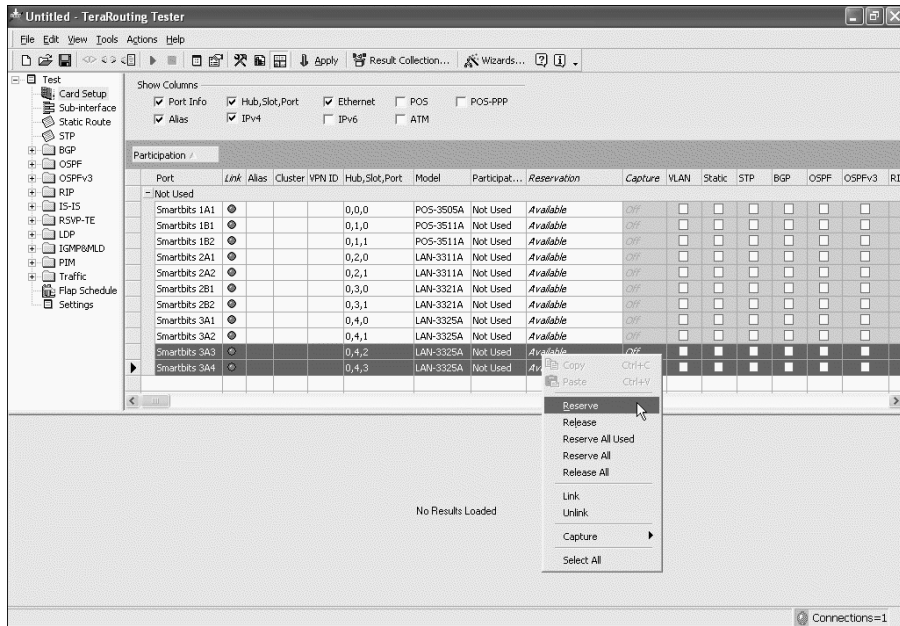 Untitled - TeraRouting Tester
File Edit View Tools Actions Help
Apply Result Collection... Wizards...
Test
Card Setup
Sub-interface
Static Route
STP
BGP
OSPF
OSPFv3
RIP
IS-IS
RSVP-TE
LDP
IGMP&MLD
PIM
Traffic
Flap Schedule
Settings
Show Columns
Port Info Hub,Slot,Port Ethernet POS POS-PPP
Alias IPv4 IPv6 ATM
Participation
Port Link Alias Cluster VPN ID Hub,Slot,Port Model Participat... Reservation Capture VLAN Static STP BGP OSPF OSPFv3 RI
Not Used
Smartbits 1A1 0,0,0 POS-3505A Not Used Available Off
Smartbits 1B1 0,1,0 POS-3511A Not Used Available Off
Smartbits 1B2 0,1,1 POS-3511A Not Used Available Off
Smartbits 2A1 0,2,0 LAN-3311A Not Used Available Off
Smartbits 2A2 0,2,1 LAN-3311A Not Used Available Off
Smartbits 2B1 0,3,0 LAN-3321A Not Used Available Off
Smartbits 2B2 0,3,1 LAN-3321A Not Used Available Off
Smartbits 3A1 0,4,0 LAN-3325A Not Used Available Off
Smartbits 3A2 0,4,1 LAN-3325A Not Used Available Off
Smartbits 3A3 0,4,2 LAN-3325A Not Used Available Off
Smartbits 3A4 0,4,3 LAN-3325A Not Used Av
Copy Ctrl+C
Paste Ctrl+V
Reserve
Release
Reserve All Used
Reserve All
Release All
Link
Unlink
Capture
Select All
No Results Loaded
Connections=1